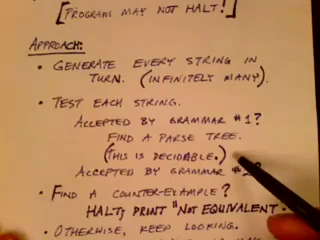 [PROGRAM MAY NOT HALT!]
APPROACH:
• GENERATE EVERY STRING IN
TURN. (INFINITELY MANY).
• TEST EACH STRING.
ACCEPTED BY GRAMMAR #1?
FIND A PARSE TREE.
(THIS IS DECIDABLE.)
ACCEPTED BY GRAMMAR
• FIND A COUNTER-EXAMPLE?
HALT; PRINT "NOT EQUIVALENT.
• OTHERWISE, KEEP LOOKING.